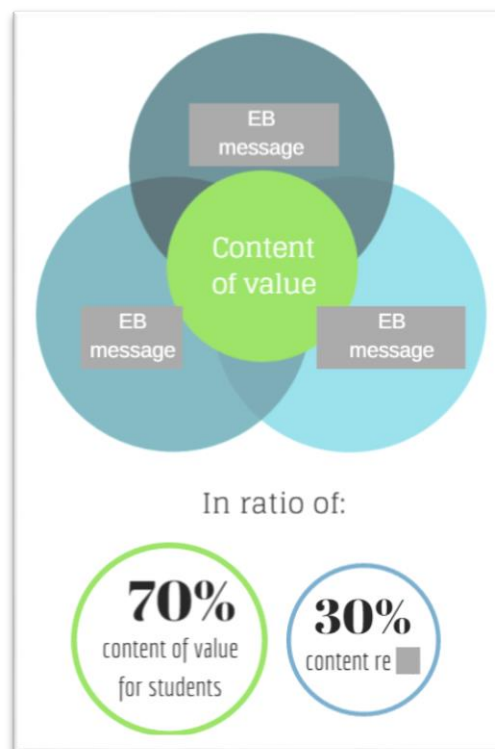 EB
message
Content
of value
EB
message
EB
message
In ratio of:
70%
content of value
for students
30%
content re